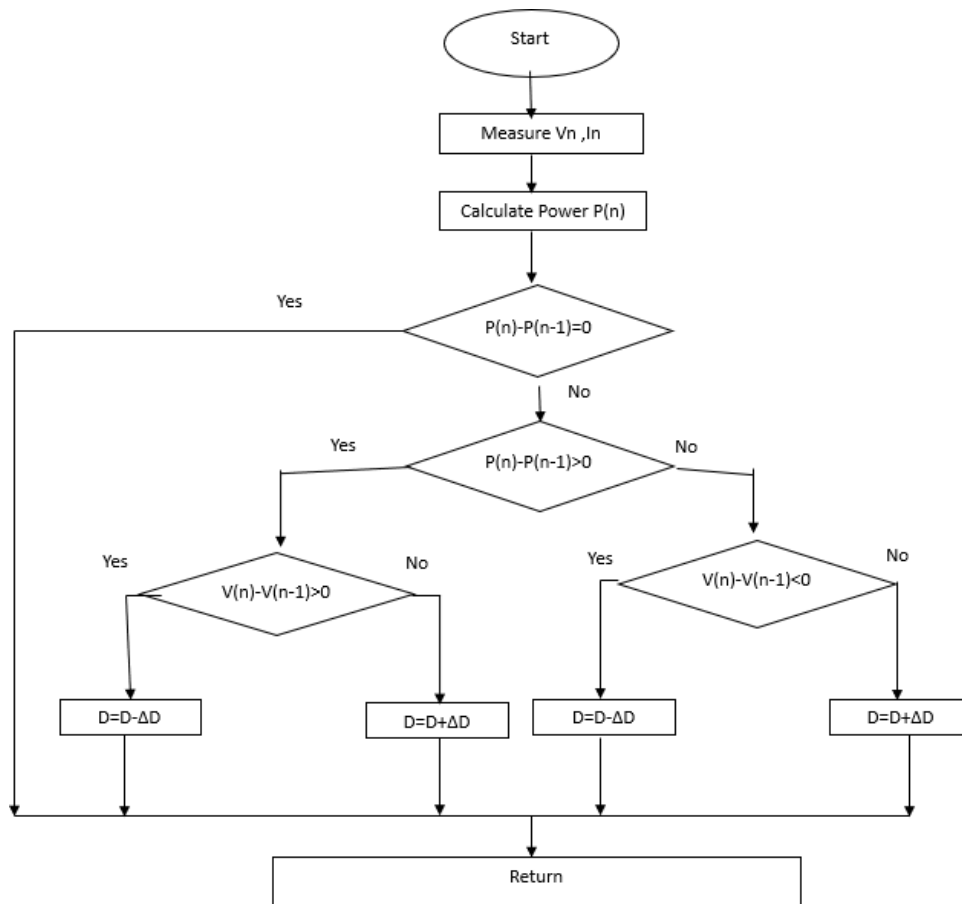 Start
Measure Vn ,In
Calculate Power P(n)
Yes
P(n)-P(n-1)=0
No
Yes
P(n)-P(n-1)>0
No
Yes
V(n)-V(n-1)>0
No
Yes
V(n)-V(n-1)<0
No
D=D-ΔD
D=D+ΔD
D=D-ΔD
D=D+ΔD
Return